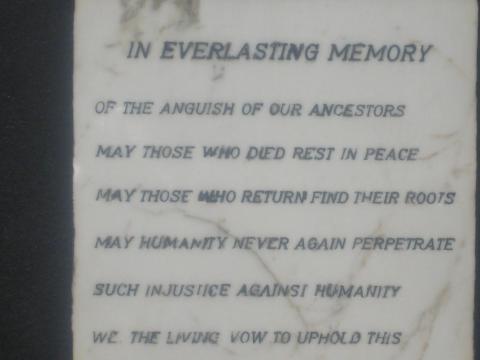 IN EVERLASTING MEMORY
OF THE ANGUISH OF OUR ANCESTORS
MAY THOSE WHO DIED REST IN PEACE
MAY THOSE WHO RETURN FIND THEIR ROOTS
MAY HUMANITY NEVER AGAIN PERPETRATE
SUCH INJUSTICE AGAINST HUMANITY
WE THE LIVING VOW TO UPHOLD THIS